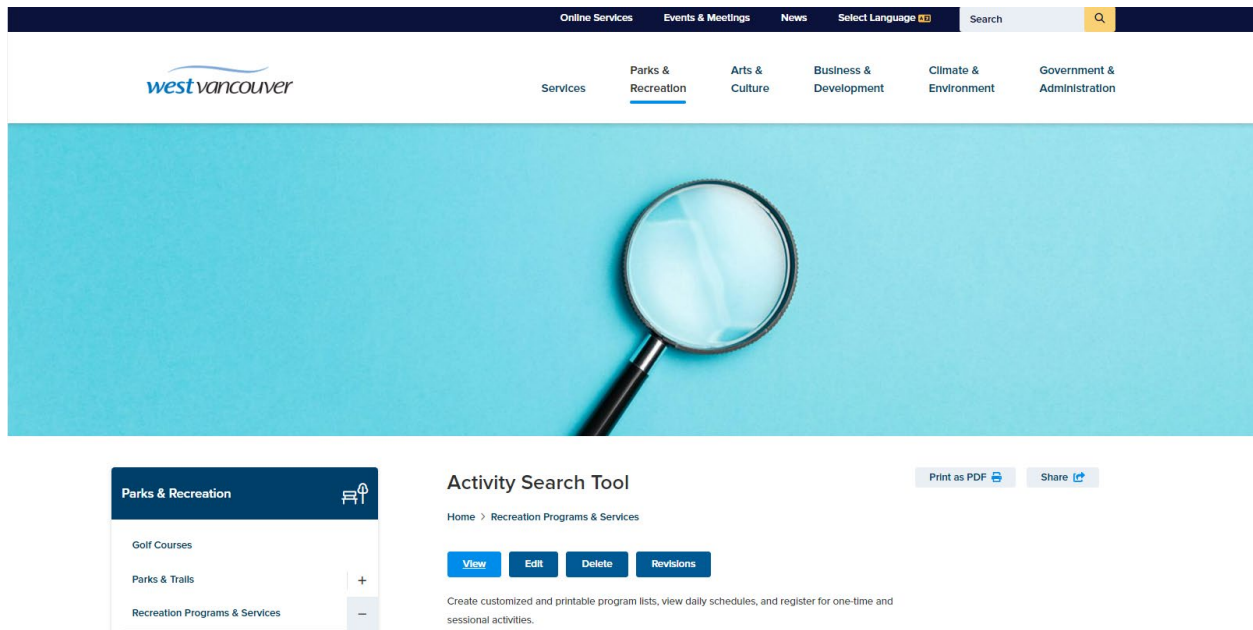 Online Services Events & Meetings News Select Language
Search
west vancouver
Services
Parks &
Recreation
Arts &
Culture
Business &
Development
Climate &
Environment
Government &
Administration
Parks & Recreation
Golf Courses
Parks & Trails +
Recreation Programs & Services −
Activity Search Tool
Print as PDF Share
Home > Recreation Programs & Services
View Edit Delete Revisions
Create customized and printable program lists, view daily schedules, and register for one-time and
sessional activities.